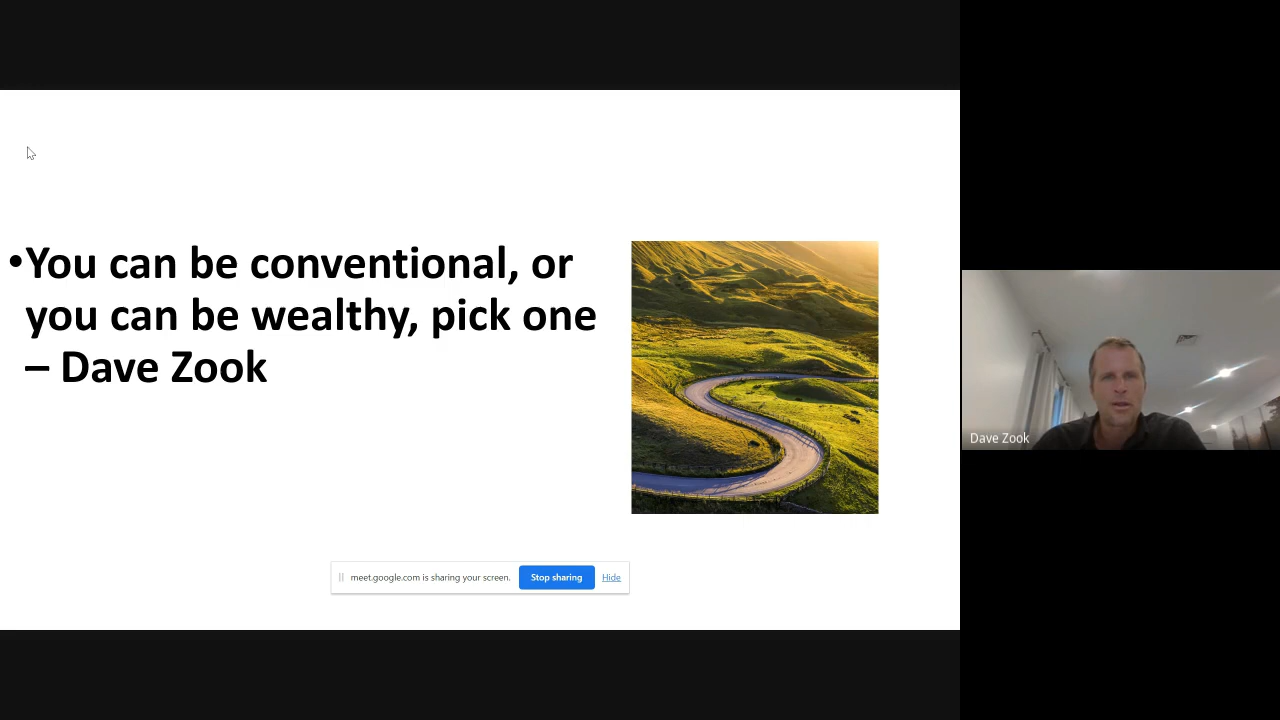 •You can be conventional, or
you can be wealthy, pick one
– Dave Zook
meet.google.com is sharing your screen. Stop sharing Hide
Dave Zook